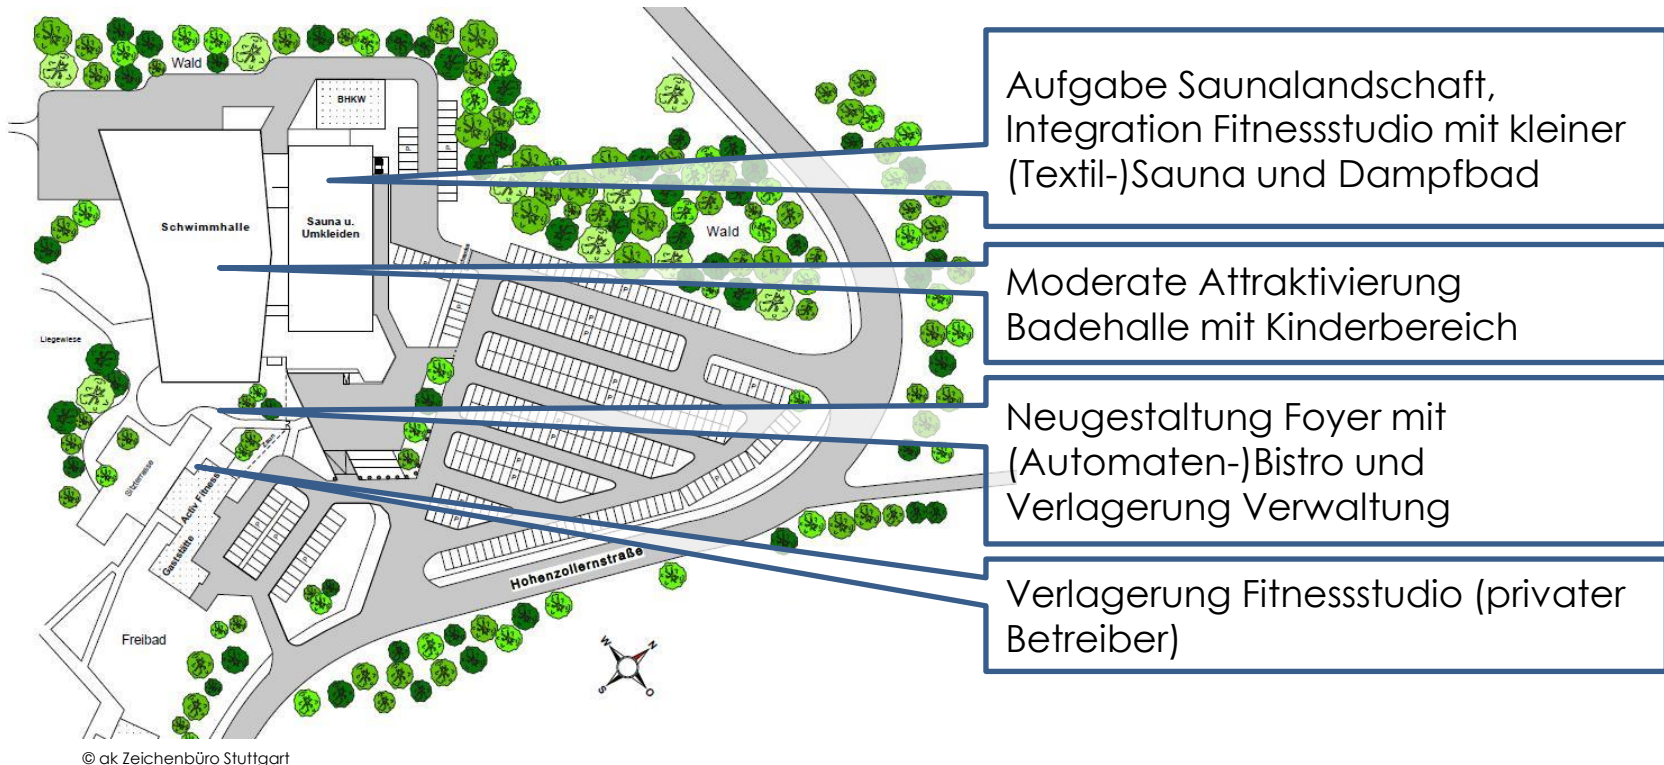 Wald
BHKW
Schwimmhalle
Sauna u.
Umkleiden
Wald
Liegewiese
Sitzterrasse
Zaun
Activ Fitness
Gaststätte
Freibad
Hohenzollernstraße
W
N
S
O
Aufgabe Saunalandschaft,
Integration Fitnessstudio mit kleiner
(Textil-)Sauna und Dampfbad
Moderate Attraktivierung
Badehalle mit Kinderbereich
Neugestaltung Foyer mit
(Automaten-)Bistro und
Verlagerung Verwaltung
Verlagerung Fitnessstudio (privater
Betreiber)
© ak Zeichenbüro Stuttgart